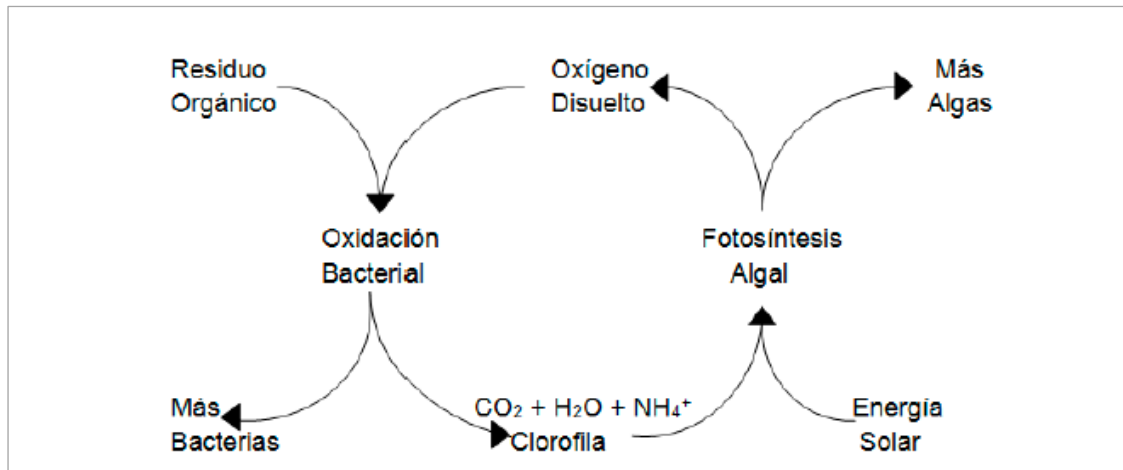 Residuo
Orgánico
Oxígeno
Disuelto
Más
Algas
Oxidación
Bacterial
Fotosíntesis
Algal
Más
Bacterias
CO₂ + H₂O + NH₄⁺
Clorofila
Energía
Solar